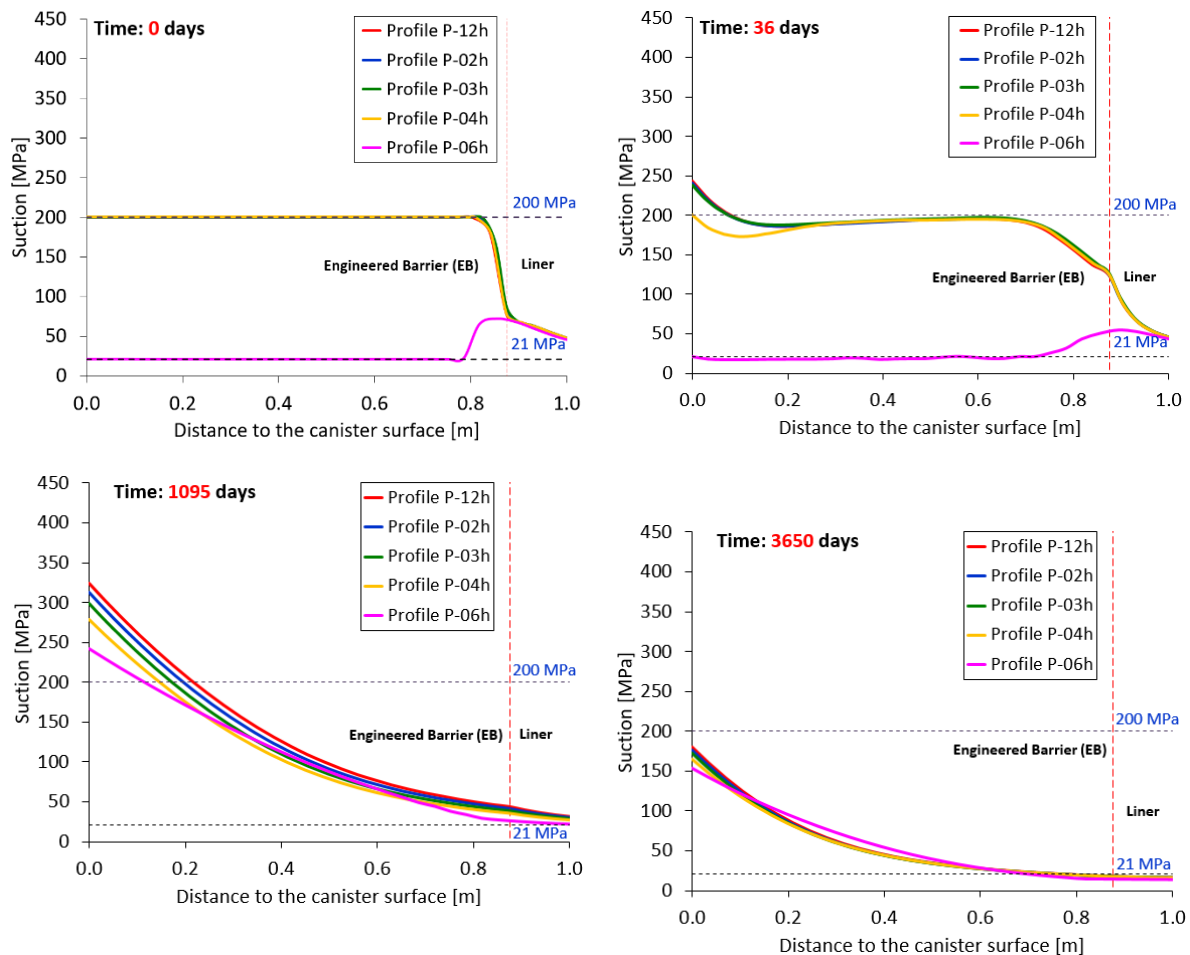 Time: 0 days
Profile P-12h
Profile P-02h
Profile P-03h
Profile P-04h
Profile P-06h
450
400
350
300
250
200
150
100
50
0
Suction [MPa]
200 MPa
Engineered Barrier (EB)
Liner
21 MPa
0.0 0.2 0.4 0.6 0.8 1.0
Distance to the canister surface [m]
Time: 36 days
Profile P-12h
Profile P-02h
Profile P-03h
Profile P-04h
Profile P-06h
450
400
350
300
250
200
150
100
50
0
Suction [MPa]
200 MPa
Engineered Barrier (EB)
Liner
21 MPa
0.0 0.2 0.4 0.6 0.8 1.0
Distance to the canister surface [m]
Time: 1095 days
Profile P-12h
Profile P-02h
Profile P-03h
Profile P-04h
Profile P-06h
450
400
350
300
250
200
150
100
50
0
Suction [MPa]
200 MPa
Engineered Barrier (EB)
Liner
21 MPa
0.0 0.2 0.4 0.6 0.8 1.0
Distance to the canister surface [m]
Time: 3650 days
Profile P-12h
Profile P-02h
Profile P-03h
Profile P-04h
Profile P-06h
450
400
350
300
250
200
150
100
50
0
Suction [MPa]
200 MPa
Engineered Barrier (EB)
Liner
21 MPa
0.0 0.2 0.4 0.6 0.8 1.0
Distance to the canister surface [m]